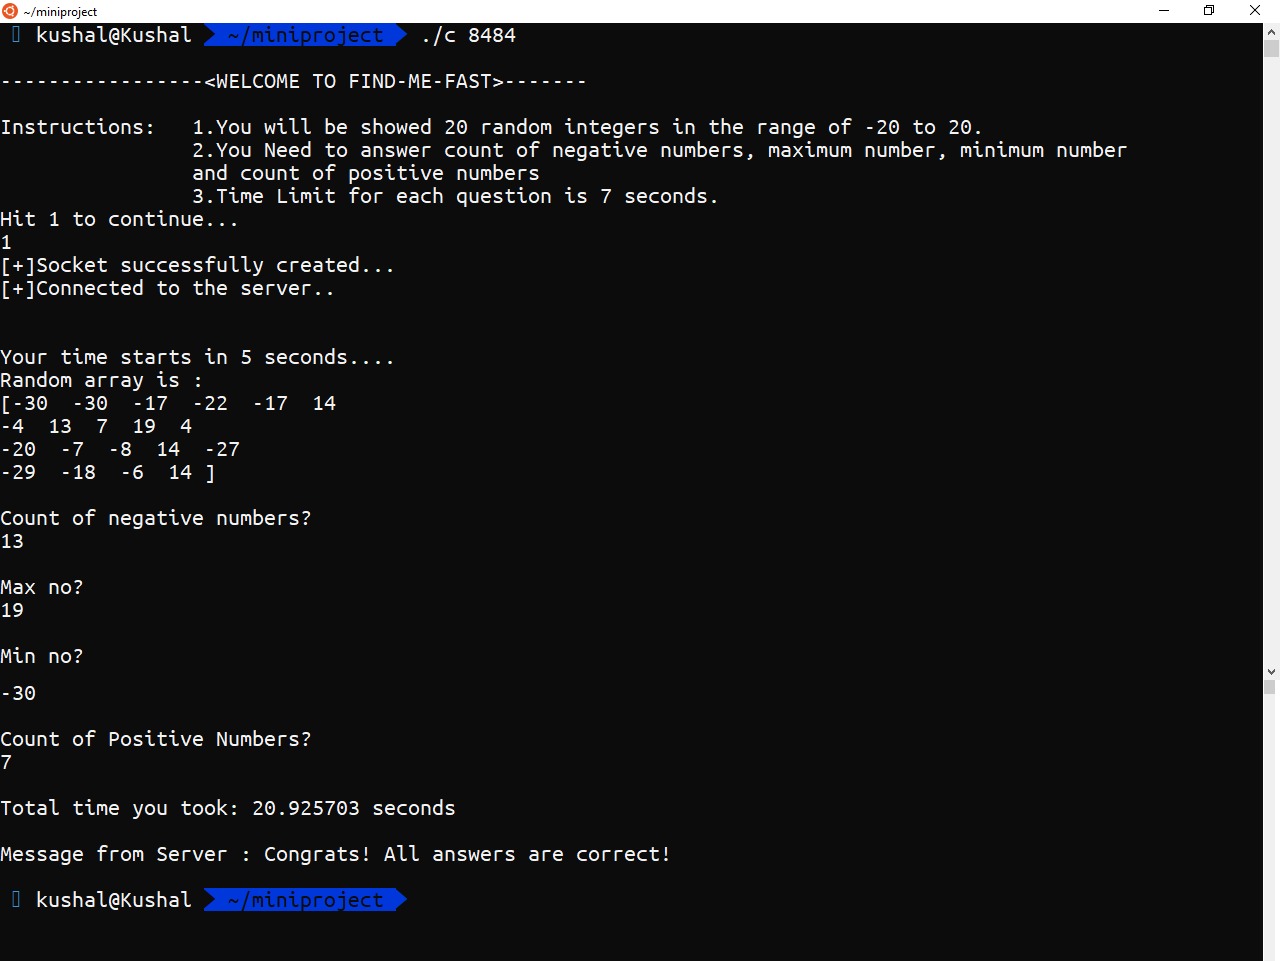 ~/miniproject
kushal@Kushal ~/miniproject ./c 8484
-----------------<WELCOME TO FIND-ME-FAST>-------
Instructions: 1.You will be showed 20 random integers in the range of -20 to 20.
2.You Need to answer count of negative numbers, maximum number, minimum number
and count of positive numbers
3.Time Limit for each question is 7 seconds.
Hit 1 to continue...
1
[+]Socket successfully created...
[+]Connected to the server..
Your time starts in 5 seconds....
Random array is :
[-30  -30  -17  -22  -17  14
-4  13  7  19  4
-20  -7  -8  14  -27
-29  -18  -6  14 ]
Count of negative numbers?
13
Max no?
19
Min no?
-30
Count of Positive Numbers?
7
Total time you took: 20.925703 seconds
Message from Server : Congrats! All answers are correct!
kushal@Kushal ~/miniproject